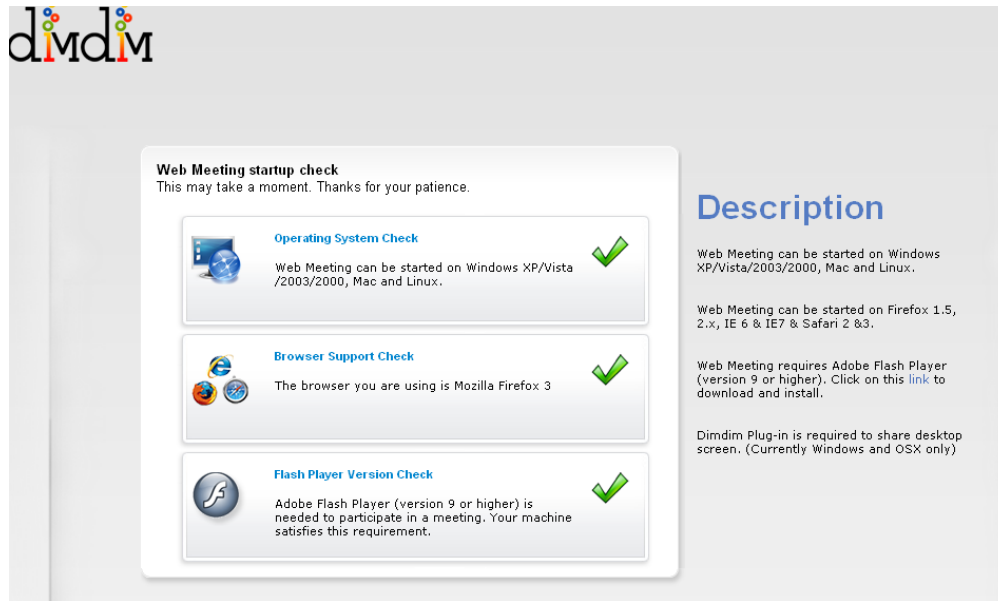 dimdim
Web Meeting startup check
This may take a moment. Thanks for your patience.
Operating System Check
Web Meeting can be started on Windows XP/Vista
/2003/2000, Mac and Linux.
Browser Support Check
The browser you are using is Mozilla Firefox 3
Flash Player Version Check
Adobe Flash Player (version 9 or higher) is
needed to participate in a meeting. Your machine
satisfies this requirement.
Description
Web Meeting can be started on Windows
XP/Vista/2003/2000, Mac and Linux.
Web Meeting can be started on Firefox 1.5,
2.x, IE 6 & IE7 & Safari 2 &3.
Web Meeting requires Adobe Flash Player
(version 9 or higher). Click on this link to
download and install.
Dimdim Plug-in is required to share desktop
screen. (Currently Windows and OSX only)